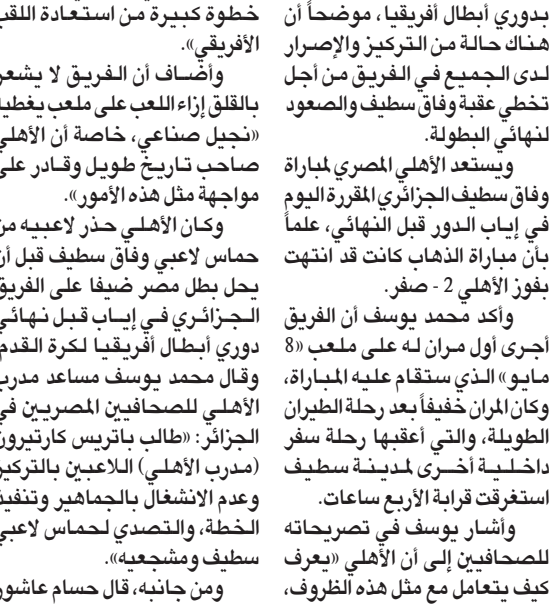 بدوري أبطال أفريقيا، موضحاً أن
هناك حالة من التركيز والإصرار
لدى الجميع في الفريق من أجل
تخطي عقبة وفاق سطيف والصعود
لنهائي البطولة.
ويستعد الأهلي المصري لمباراة
وفاق سطيف الجزائري المقررة اليوم
في إياب الدور قبل النهائي، علماً
بأن مباراة الذهاب كانت قد انتهت
بفوز الأهلي 2 - صفر.
وأكد محمد يوسف أن الفريق
أجرى أول مران له على ملعب «8
مايو» الذي ستقام عليه المباراة،
وكان المران خفيفاً بعد رحلة الطيران
الطويلة، والتي أعقبها رحلة سفر
داخلية أخرى لمدينة سطيف
استغرقت قرابة الأربع ساعات.
وأشار يوسف في تصريحاته
للصحافيين إلى أن الأهلي «يعرف
كيف يتعامل مع مثل هذه الظروف،
خطوة كبيرة من استعادة اللقب
الأفريقي».
وأضاف أن الفريق لا يشعر
بالقلق إزاء اللعب على ملعب يغطيه
«نجيل صناعي، خاصة أن الأهلي
صاحب تاريخ طويل وقادر على
مواجهة مثل هذه الأمور».
وكان الأهلي حذر لاعبيه من
حماس لاعبي وفاق سطيف قبل أن
يحل بطل مصر ضيفا على الفريق
الجزائري في إياب قبل نهائي
دوري أبطال أفريقيا لكرة القدم.
وقال محمد يوسف مساعد مدرب
الأهلي للصحافيين المصريين في
الجزائر: «طالب باتريس كارتيرون
(مدرب الأهلي) اللاعبين بالتركيز
وعدم الانشغال بالجماهير وتنفيذ
الخطة، والتصدي لحماس لاعبي
سطيف ومشجعيه».
ومن جانبه، قال حسام عاشور